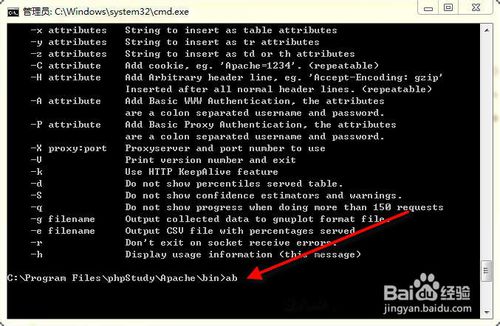 管理员: C:\Windows\system32\cmd.exe
-x attributes String to insert as table attributes
-y attributes String to insert as tr attributes
-z attributes String to insert as td or th attributes
-C attribute Add cookie, eg. 'Apache=1234'. (repeatable)
-H attribute Add Arbitrary header line, eg. 'Accept-Encoding: gzip'
Inserted after all normal header lines. (repeatable)
-A attribute Add Basic WWW Authentication, the attributes
are a colon separated username and password.
-P attribute Add Basic Proxy Authentication, the attributes
are a colon separated username and password.
-X proxy:port Proxyserver and port number to use
-V Print version number and exit
-k Use HTTP KeepAlive feature
-d Do not show percentiles served table.
-S Do not show confidence estimators and warnings.
-q Do not show progress when doing more than 150 requests
-g filename Output collected data to gnuplot format file.
-e filename Output CSV file with percentages served
-r Don't exit on socket receive errors.
-h Display usage information (this message)
C:\Program Files\phpStudy\Apache\bin>ab
Baidu 经验
jingyan.baidu.com